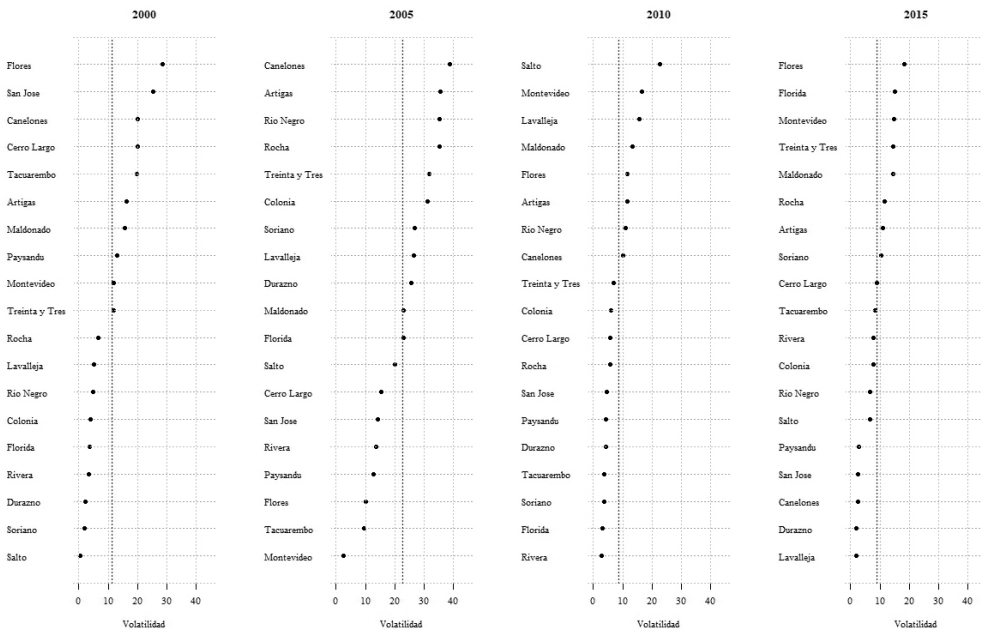 2000
Flores
San Jose
Canelones
Cerro Largo
Tacuarembo
Artigas
Maldonado
Paysandu
Montevideo
Treinta y Tres
Rocha
Lavalleja
Rio Negro
Colonia
Florida
Rivera
Durazno
Soriano
Salto
0 10 20 30 40
Volatilidad
2005
Canelones
Artigas
Rio Negro
Rocha
Treinta y Tres
Colonia
Soriano
Lavalleja
Durazno
Maldonado
Florida
Salto
Cerro Largo
San Jose
Rivera
Paysandu
Flores
Tacuarembo
Montevideo
0 10 20 30 40
Volatilidad
2010
Salto
Montevideo
Lavalleja
Maldonado
Flores
Artigas
Rio Negro
Canelones
Treinta y Tres
Colonia
Cerro Largo
Rocha
San Jose
Paysandu
Durazno
Tacuarembo
Soriano
Florida
Rivera
0 10 20 30 40
Volatilidad
2015
Flores
Florida
Montevideo
Treinta y Tres
Maldonado
Rocha
Artigas
Soriano
Cerro Largo
Tacuarembo
Rivera
Colonia
Rio Negro
Salto
Paysandu
San Jose
Canelones
Durazno
Lavalleja
0 10 20 30 40
Volatilidad